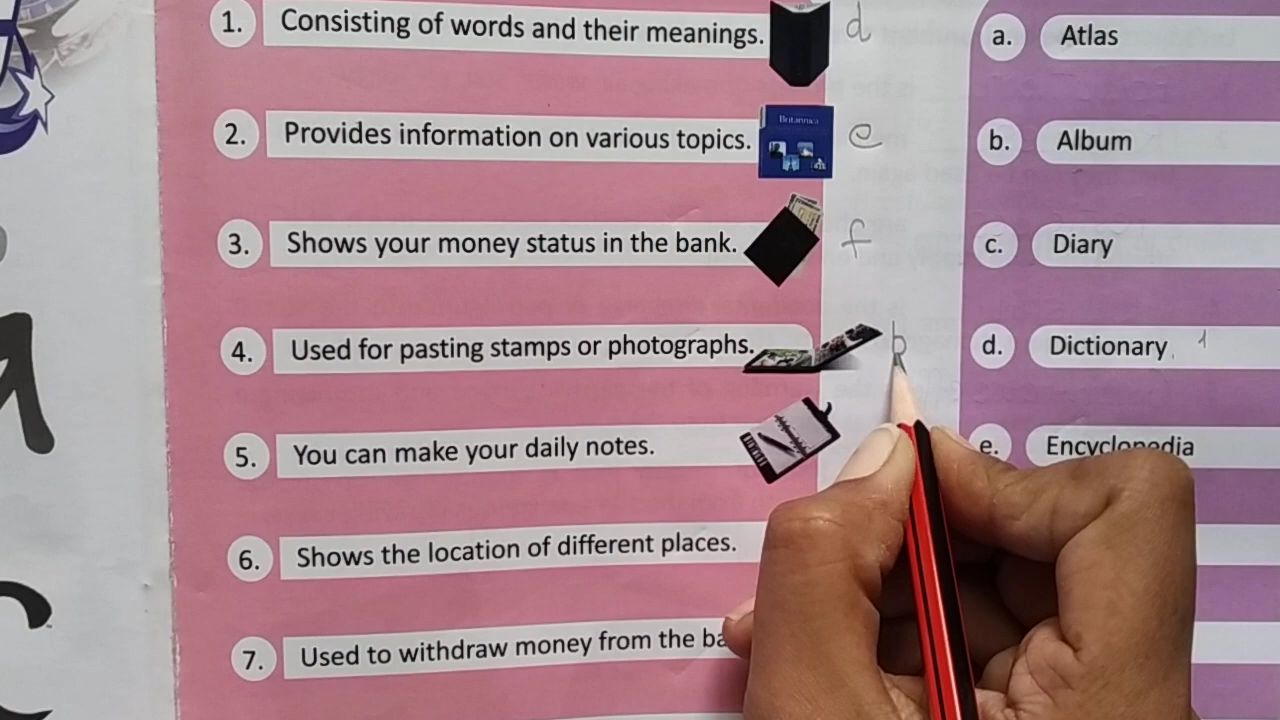 1. Consisting of words and their meanings. d a. Atlas
2. Provides information on various topics. Britannica e b. Album
3. Shows your money status in the bank. f c. Diary
4. Used for pasting stamps or photographs. b d. Dictionary
5. You can make your daily notes. e. Encyclopedia
6. Shows the location of different places.
7. Used to withdraw money from the ba